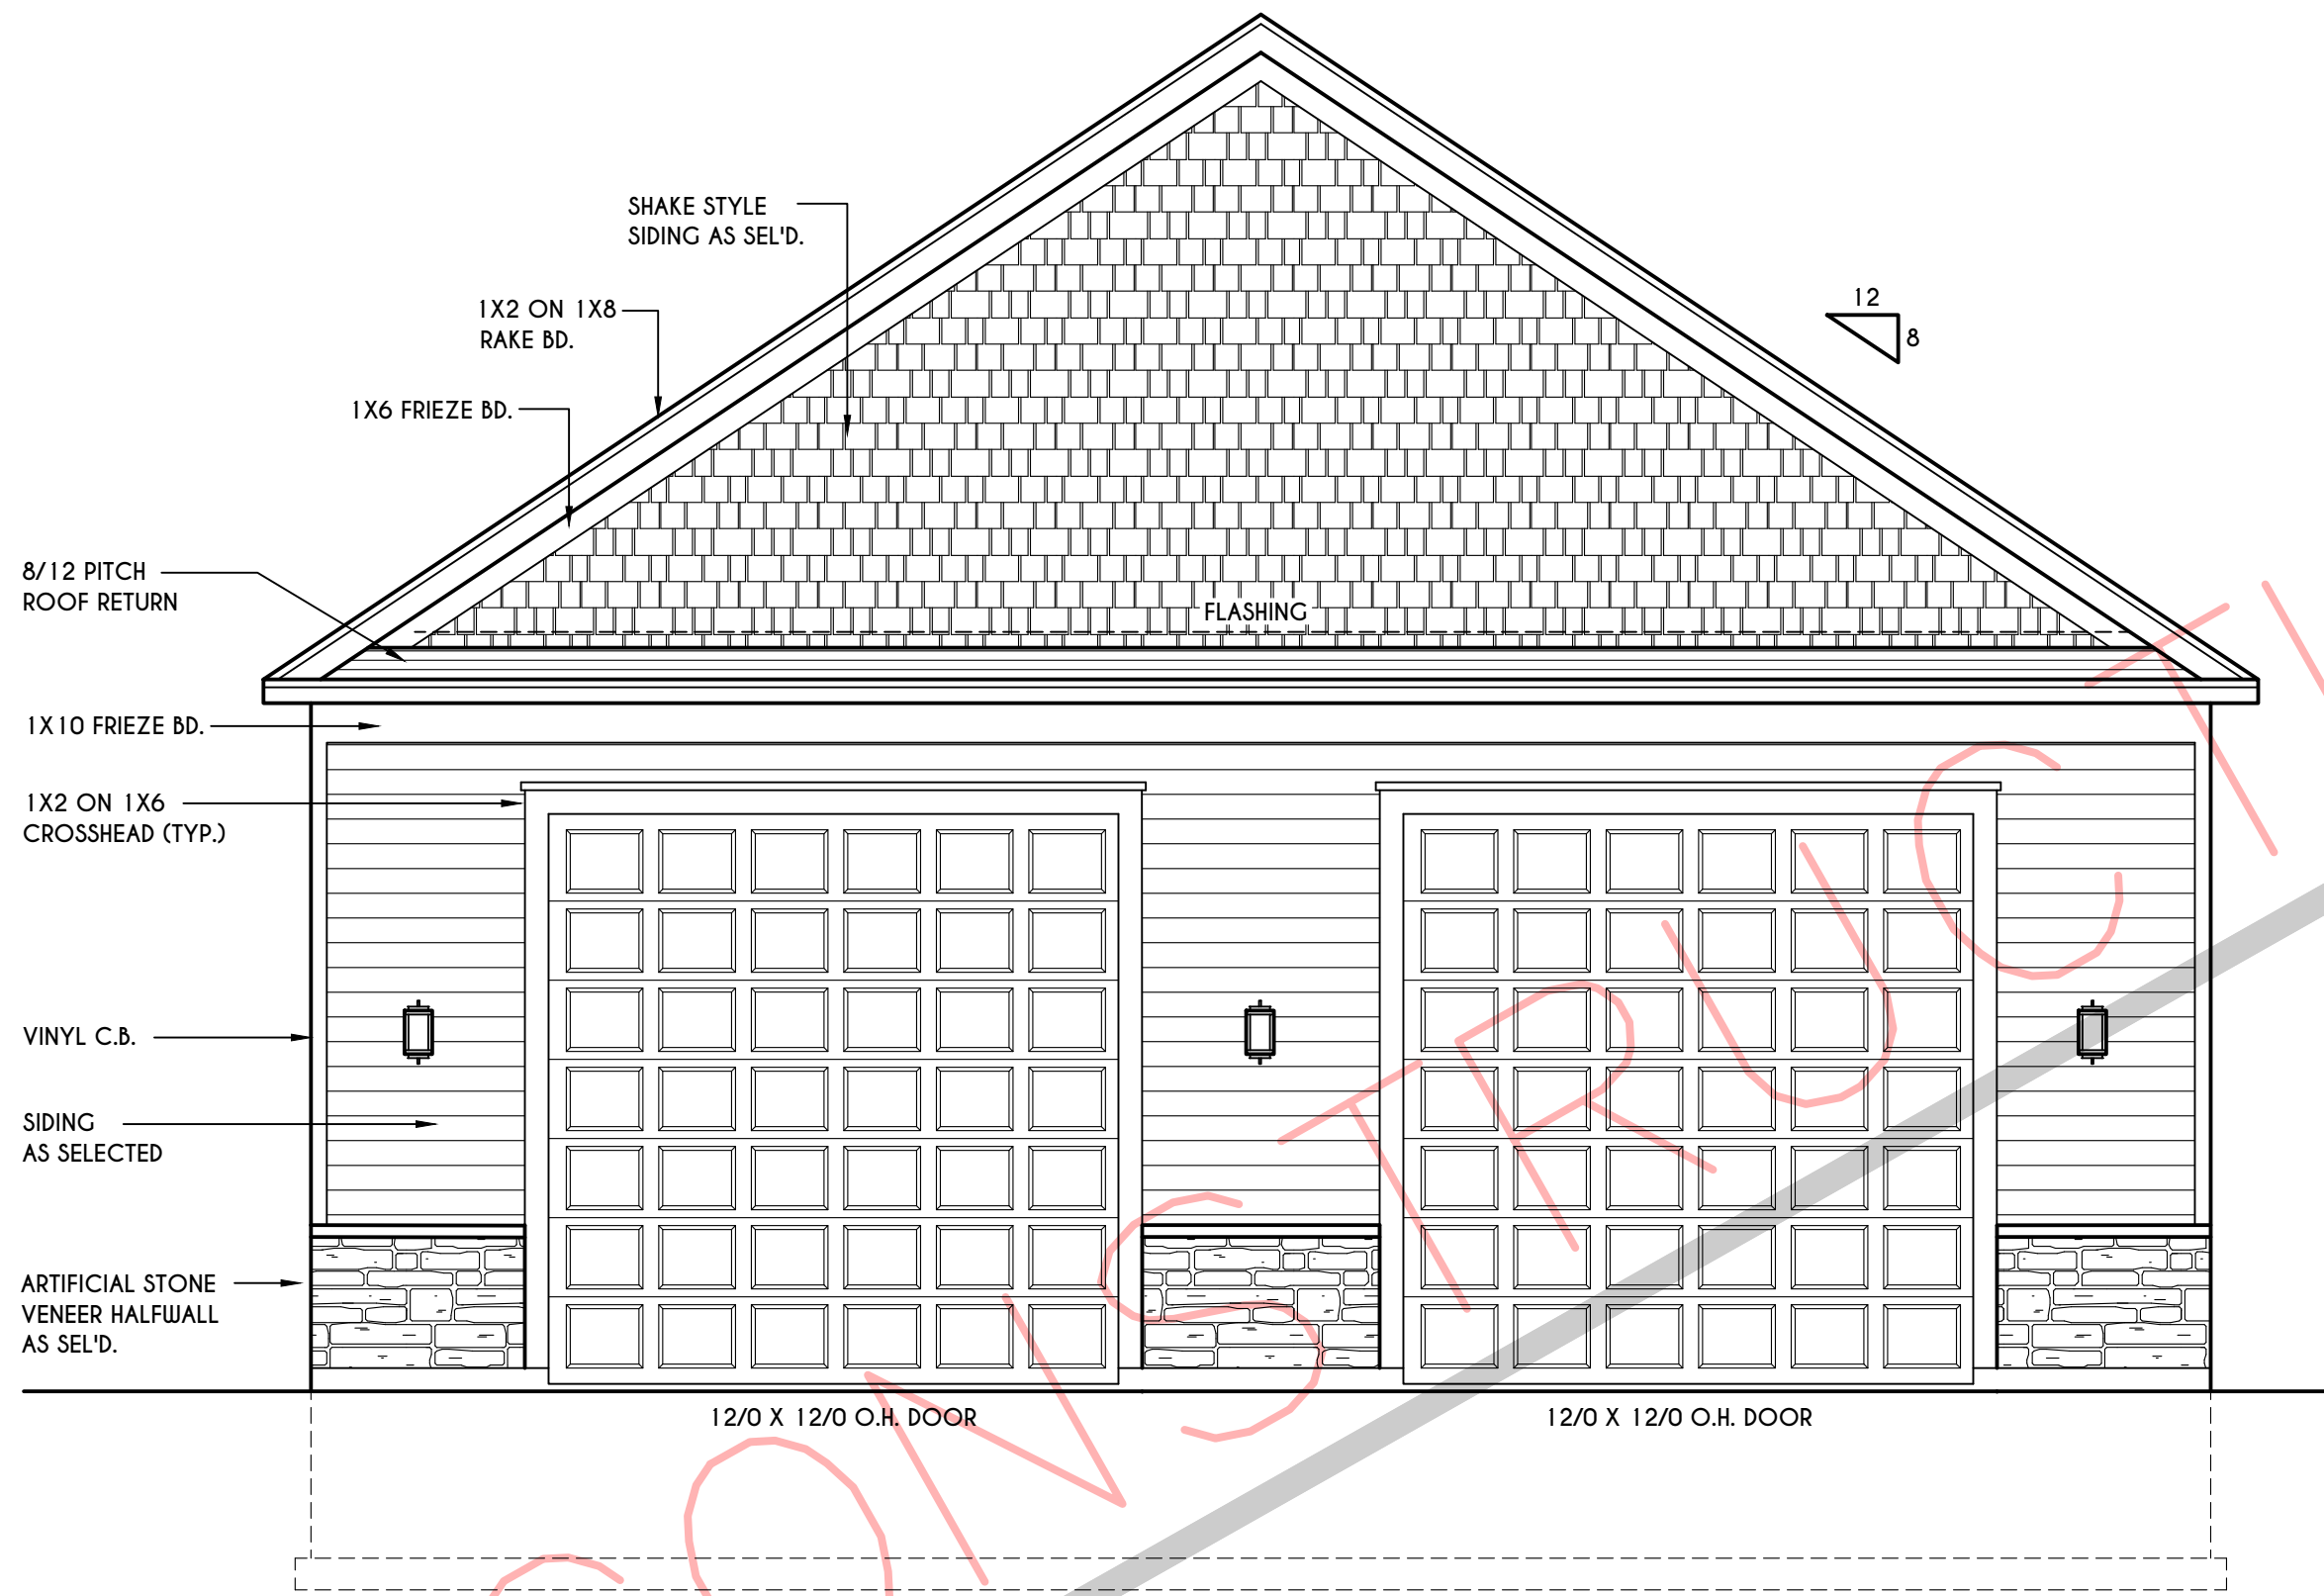 SHAKE STYLE
SIDING AS SEL'D.
12
8
1X2 ON 1X8
RAKE BD.
1X6 FRIEZE BD.
8/12 PITCH
ROOF RETURN
FLASHING
1X10 FRIEZE BD.
1X2 ON 1X6
CROSSHEAD (TYP.)
VINYL C.B.
SIDING
AS SELECTED
ARTIFICIAL STONE
VENEER HALFWALL
AS SEL'D.
12/0 X 12/0 O.H. DOOR
12/0 X 12/0 O.H. DOOR
CONSTRUCTI